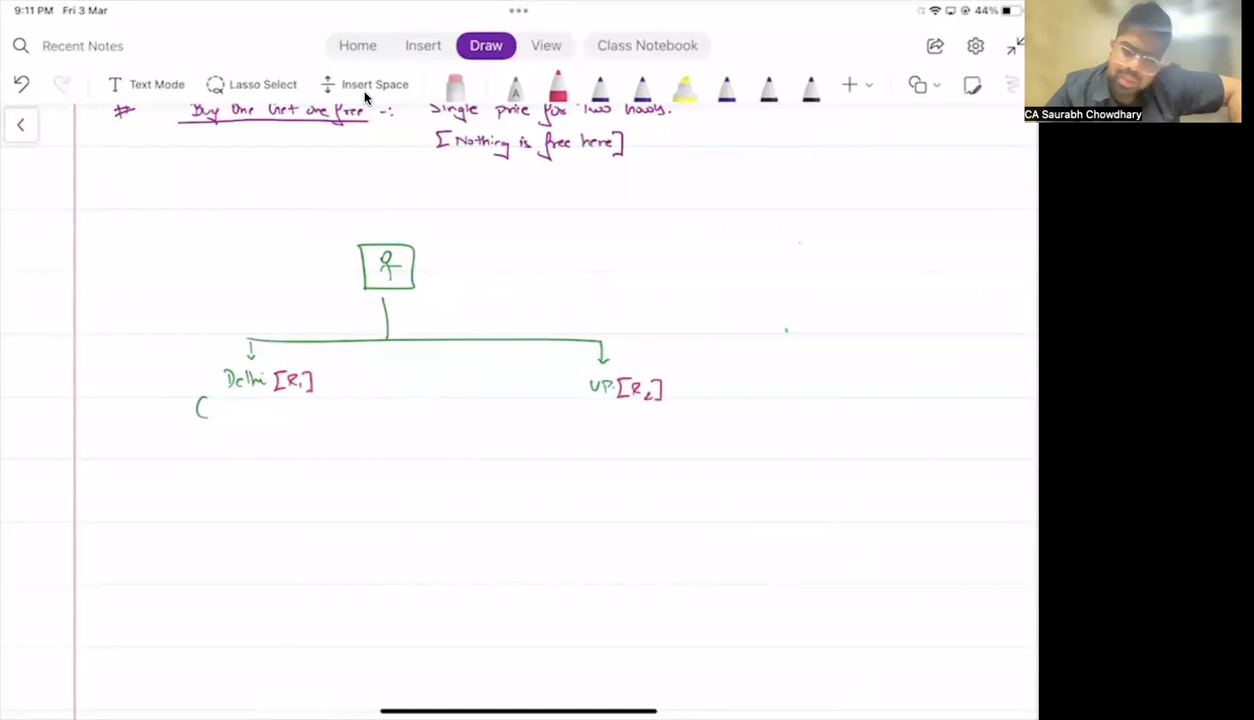 9:11 PM Fri 3 Mar
44%
Recent Notes
Home Insert Draw View Class Notebook
Text Mode Lasso Select Insert Space
CA Saurabh Chowdhary
# Buy One Get one free -: Single price for Two
[Nothing is free here]
Delhi [R1]
UP. [R2]
(